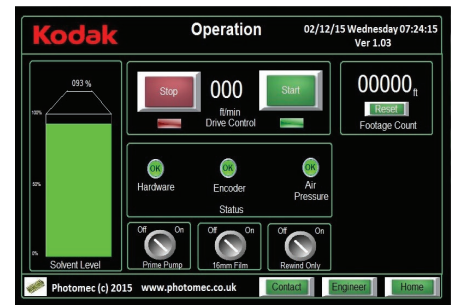 Kodak
Operation
02/12/15 Wednesday 07:24:15
Ver 1.03
093 %
100%
50%
0%
Solvent Level
Stop
000
ft/min
Drive Control
Start
00000 ft
Reset
Footage Count
OK
Hardware
OK
Encoder
OK
Air
Pressure
Status
Off On
Prime Pump
Off On
16mm Film
Off On
Rewind Only
Photomec (c) 2015 www.photomec.co.uk
Contact
Engineer
Home